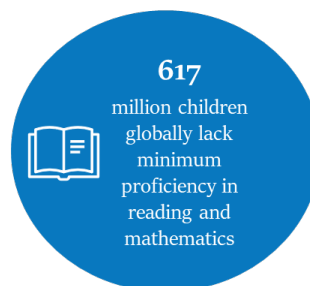 617
million children
globally lack
minimum
proficiency in
reading and
mathematics